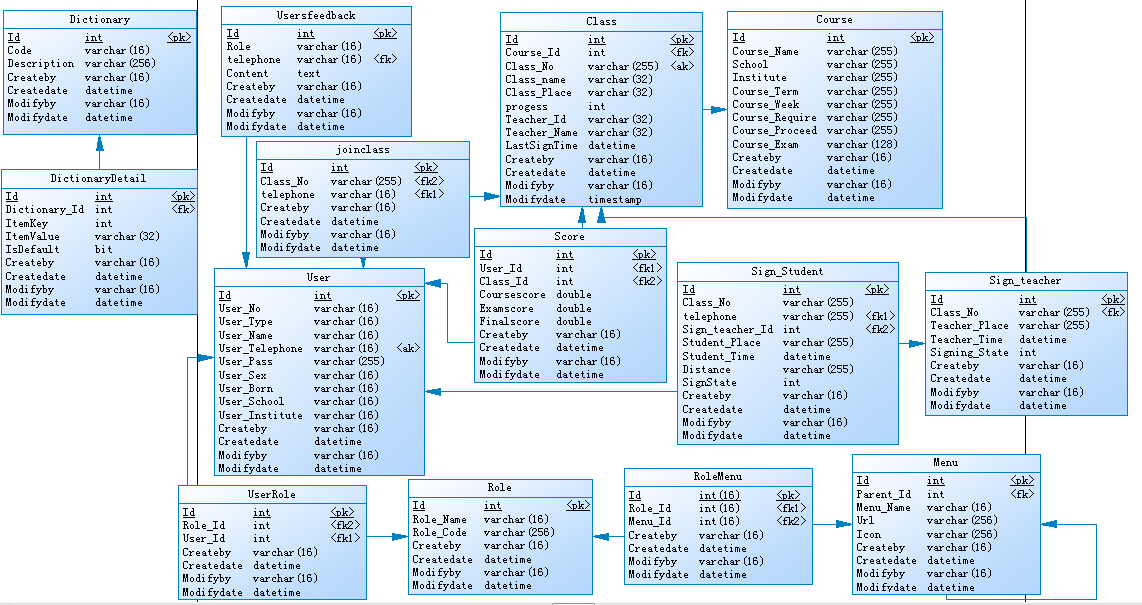 Dictionary
Id int <pk>
Code varchar(16)
Description varchar(256)
Createby varchar(16)
Createdate datetime
Modifyby varchar(16)
Modifydate datetime
Usersfeedback
Id int <pk>
Role varchar(16)
telephone varchar(16) <fk>
Content text
Createby varchar(16)
Createdate datetime
Modifyby varchar(16)
Modifydate datetime
Class
Id int <pk>
Course_Id int <fk>
Class_No varchar(255) <ak>
Class_name varchar(32)
Class_Place varchar(32)
progess int
Teacher_Id varchar(32)
Teacher_Name varchar(32)
LastSignTime datetime
Createby varchar(16)
Createdate datetime
Modifyby varchar(16)
Modifydate timestamp
Course
Id int <pk>
Course_Name varchar(255)
School varchar(255)
Institute varchar(255)
Course_Term varchar(255)
Course_Week varchar(255)
Course_Require varchar(255)
Course_Proceed varchar(255)
Course_Exam varchar(128)
Createby varchar(16)
Createdate datetime
Modifyby varchar(16)
Modifydate datetime
DictionaryDetail
Id int <pk>
Dictionary_Id int <fk>
ItemKey int
ItemValue varchar(32)
IsDefault bit
Createby varchar(16)
Createdate datetime
Modifyby varchar(16)
Modifydate datetime
joinclass
Id int <pk>
Class_No varchar(255) <fk2>
telephone varchar(16) <fk1>
Createby varchar(16)
Createdate datetime
Modifyby varchar(16)
Modifydate datetime
User
Id int <pk>
User_No varchar(16)
User_Type varchar(16)
User_Name varchar(16)
User_Telephone varchar(16) <ak>
User_Pass varchar(255)
User_Sex varchar(16)
User_Born varchar(16)
User_School varchar(16)
User_Institute varchar(16)
Createby varchar(16)
Createdate datetime
Modifyby varchar(16)
Modifydate datetime
Score
Id int <pk>
User_Id int <fk1>
Class_Id int <fk2>
Coursescore double
Examscore double
Finalscore double
Createby varchar(16)
Createdate datetime
Modifyby varchar(16)
Modifydate datetime
Sign_Student
Id int <pk>
Class_No varchar(255)
telephone varchar(255) <fk1>
Sign_teacher_Id int <fk2>
Student_Place varchar(255)
Student_Time datetime
Distance varchar(255)
SignState int
Createby varchar(16)
Createdate datetime
Modifyby varchar(16)
Modifydate datetime
Sign_teacher
Id int <pk>
Class_No varchar(255) <fk>
Teacher_Place varchar(255)
Teacher_Time datetime
Signing_State int
Createby varchar(16)
Createdate datetime
Modifyby varchar(16)
Modifydate datetime
UserRole
Id int <pk>
Role_Id int <fk2>
User_Id int <fk1>
Createby varchar(16)
Createdate datetime
Modifyby varchar(16)
Modifydate datetime
Role
Id int <pk>
Role_Name varchar(16)
Role_Code varchar(256)
Createby varchar(16)
Createdate datetime
Modifyby varchar(16)
Modifydate datetime
RoleMenu
Id int(16) <pk>
Role_Id int(16) <fk1>
Menu_Id int(16) <fk2>
Createby varchar(16)
Createdate datetime
Modifyby varchar(16)
Modifydate datetime
Menu
Id int <pk>
Parent_Id int <fk>
Menu_Name varchar(16)
Url varchar(256)
Icon varchar(256)
Createby varchar(16)
Createdate datetime
Modifyby varchar(16)
Modifydate datetime